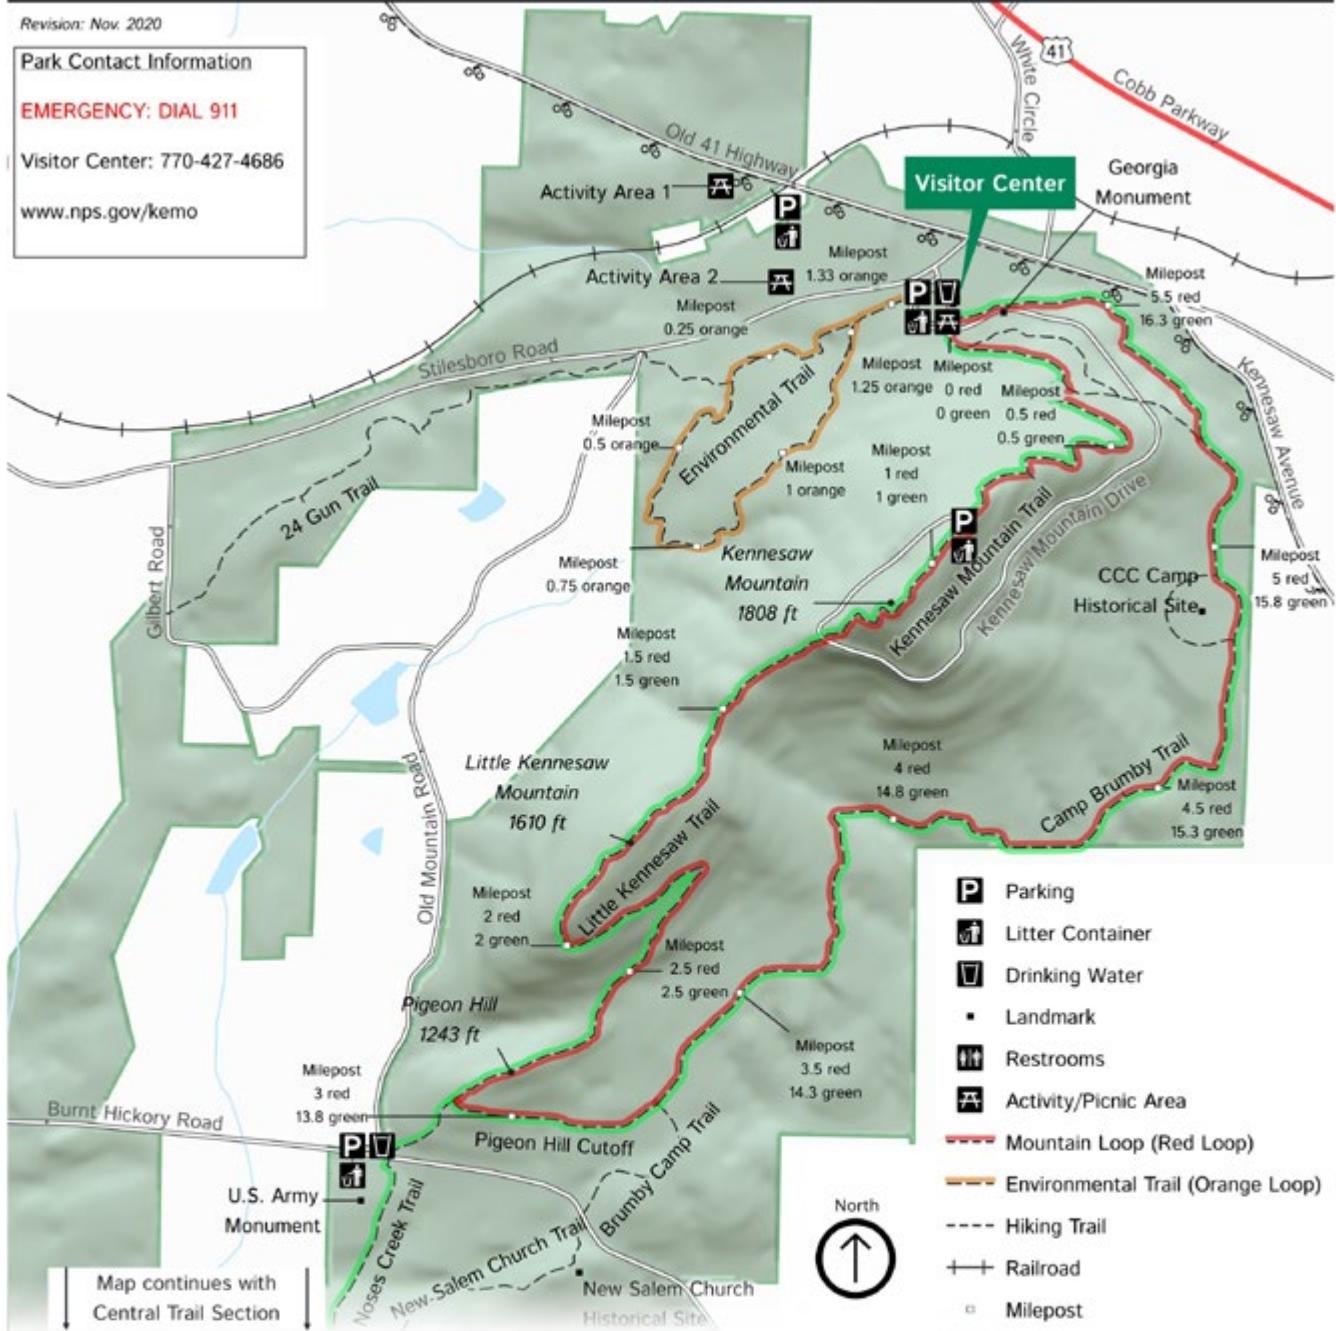 Revision: Nov. 2020
Park Contact Information
EMERGENCY: DIAL 911
Visitor Center: 770-427-4686
www.nps.gov/kemo
41
Cobb Parkway
White Circle
Old 41 Highway
Activity Area 1
P
Visitor Center
Georgia
Monument
Activity Area 2
Milepost
1.33 orange
Milepost
0.25 orange
P
Milepost
5.5 red
16.3 green
Stilesboro Road
Kennesaw Avenue
Environmental Trail
Milepost
1.25 orange
Milepost
0 red
0 green
Milepost
0.5 red
0.5 green
Milepost
0.5 orange
Milepost
1 orange
Milepost
1 red
1 green
24 Gun Trail
Gilbert Road
P
Milepost
0.75 orange
Kennesaw
Mountain
1808 ft
Kennesaw Mountain Trail
Kennesaw Mountain Drive
CCC Camp
Historical Site
Milepost
5 red
15.8 green
Milepost
1.5 red
1.5 green
Little Kennesaw
Mountain
1610 ft
Old Mountain Road
Milepost
4 red
14.8 green
Camp Brumby Trail
Milepost
4.5 red
15.3 green
Little Kennesaw Trail
Milepost
2 red
2 green
Milepost
2.5 red
2.5 green
Pigeon Hill
1243 ft
Milepost
3.5 red
14.3 green
Milepost
3 red
13.8 green
Burnt Hickory Road
P
Pigeon Hill Cutoff
U.S. Army
Monument
Noses Creek Trail
New Salem Church Trail
Brumby Camp Trail
New Salem Church
Historical Site
Map continues with
Central Trail Section
North
P Parking
Litter Container
Drinking Water
Landmark
Restrooms
Activity/Picnic Area
Mountain Loop (Red Loop)
Environmental Trail (Orange Loop)
Hiking Trail
Railroad
Milepost